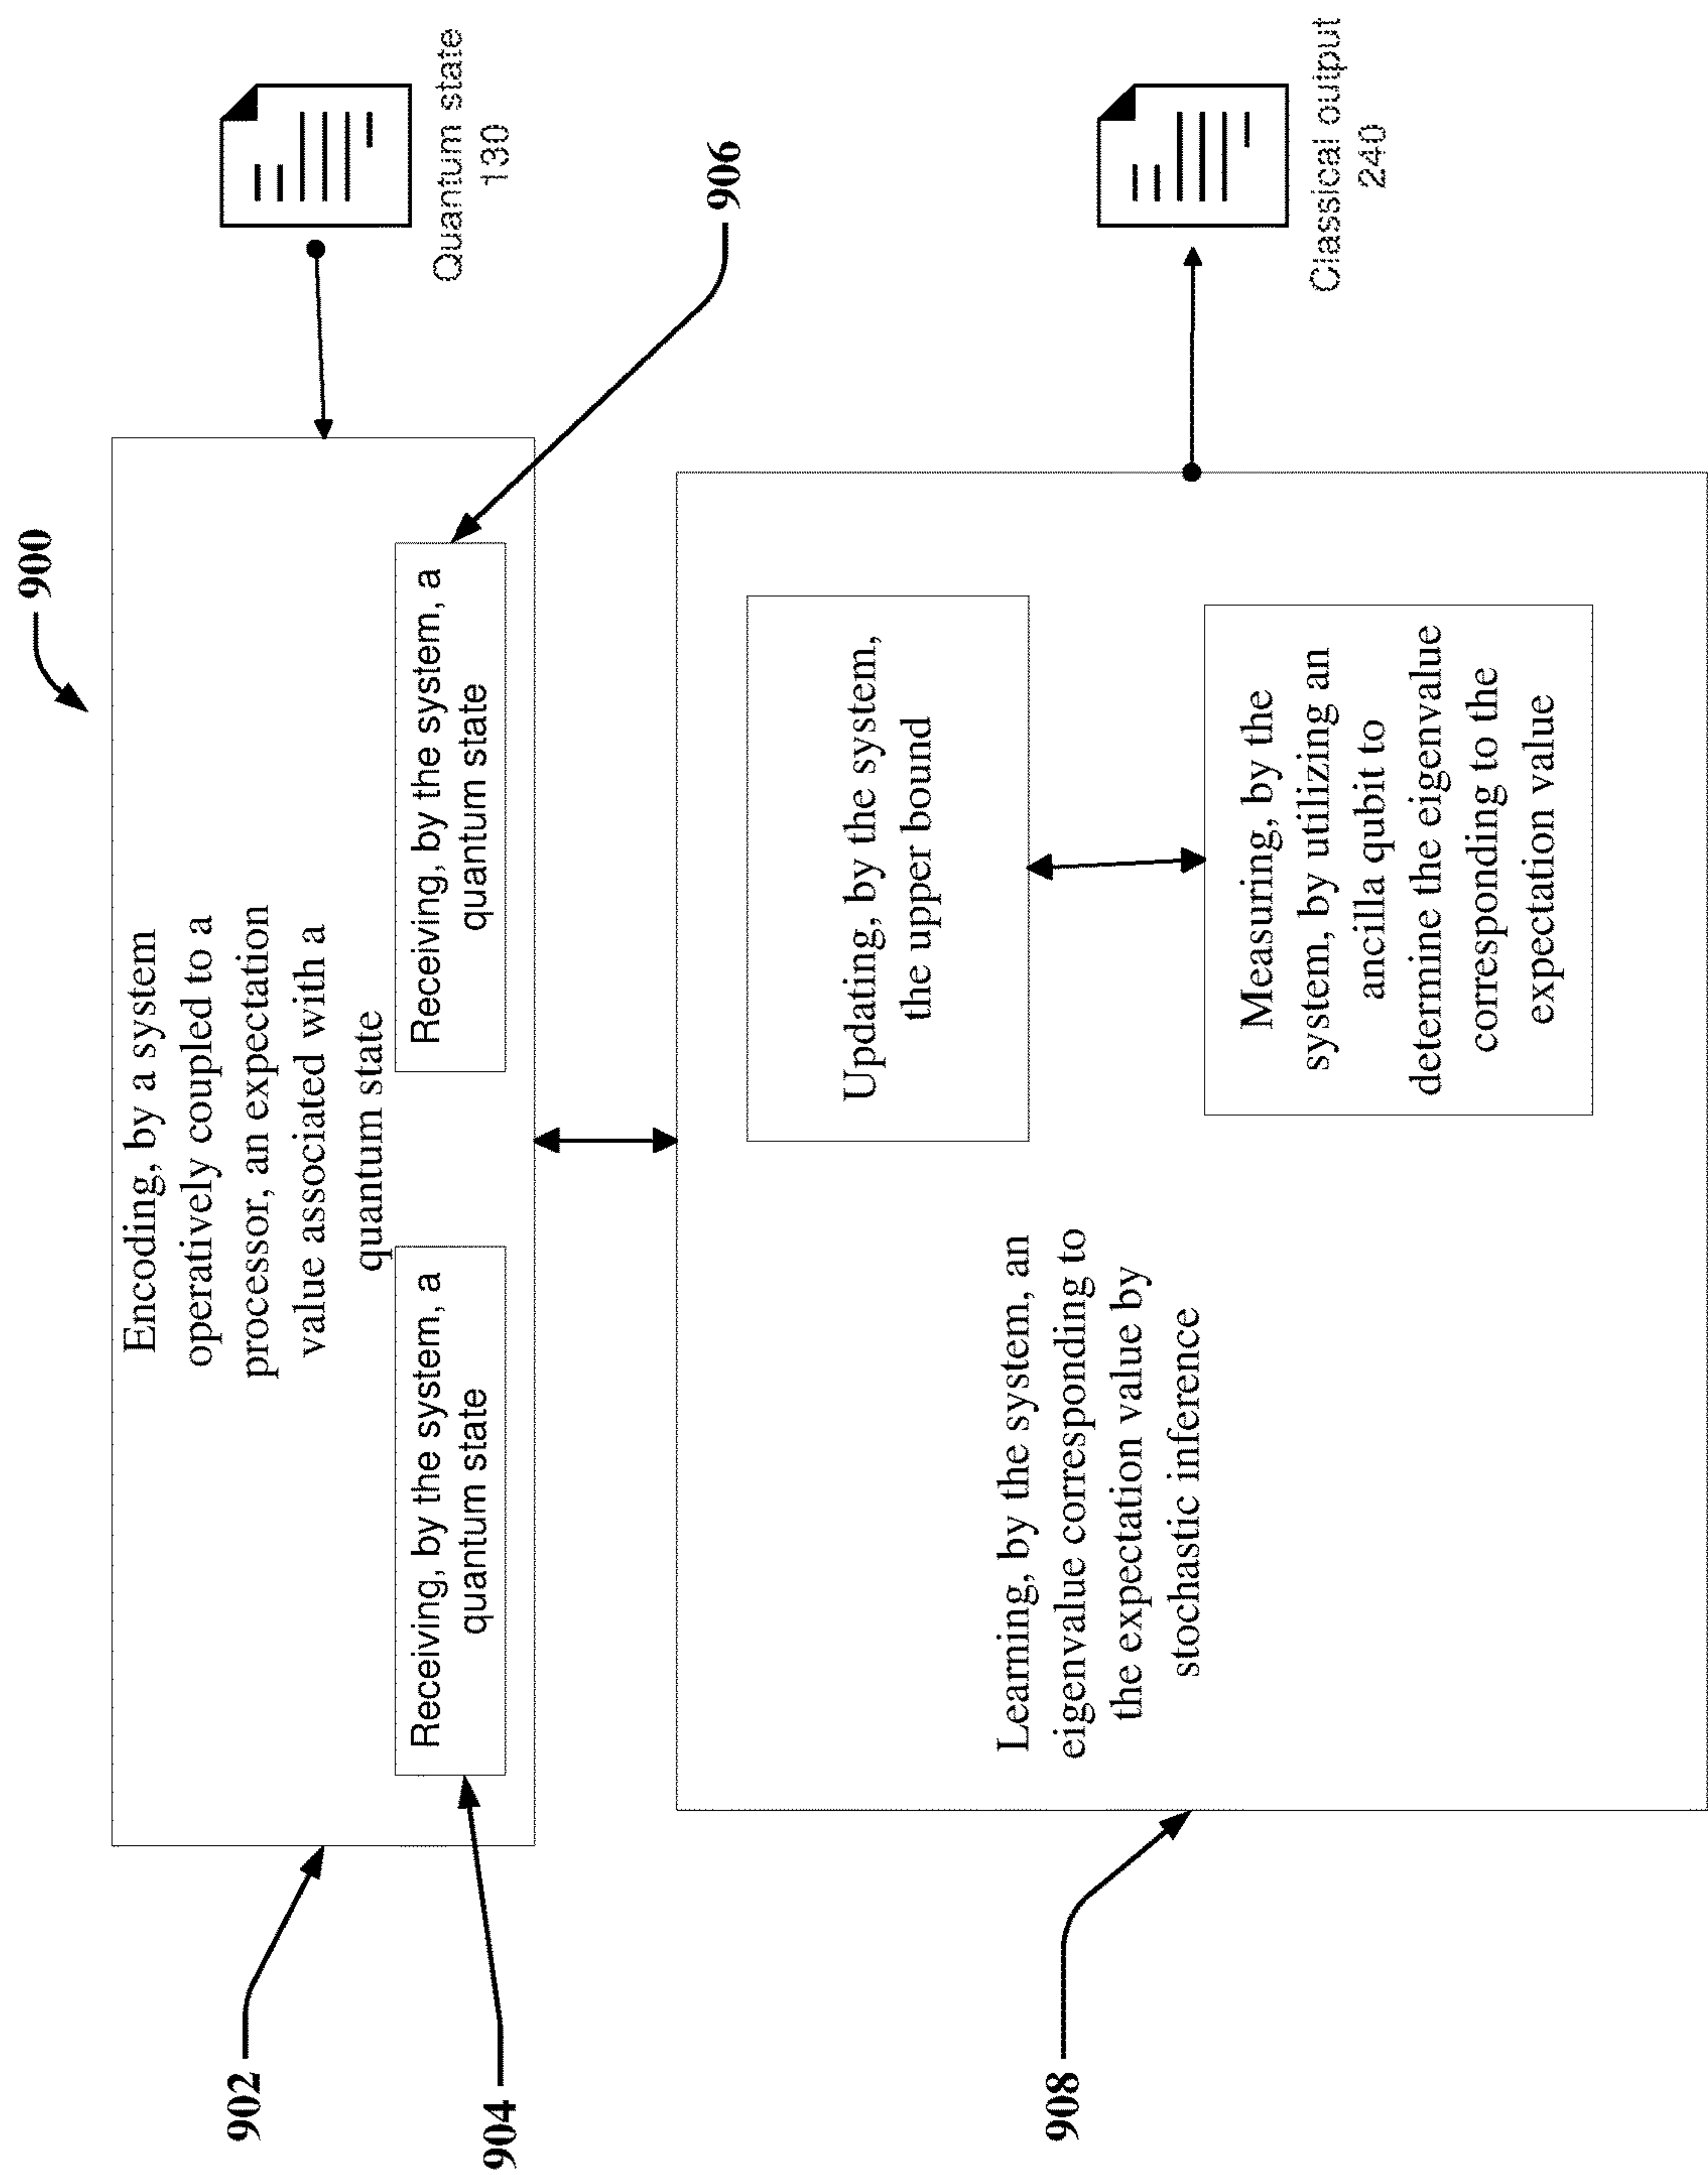 900
Encoding, by a system
operatively coupled to a
processor, an expectation
value associated with a
quantum state
902
Quantum state
130
Receiving, by the system, a
quantum state
904
Receiving, by the system, a
quantum state
906
Learning, by the system, an
eigenvalue corresponding to
the expectation value by
stochastic inference
908
Updating, by the system,
the upper bound
Measuring, by the
system, by utilizing an
ancilla qubit to
determine the eigenvalue
corresponding to the
expectation value
Classical output
240